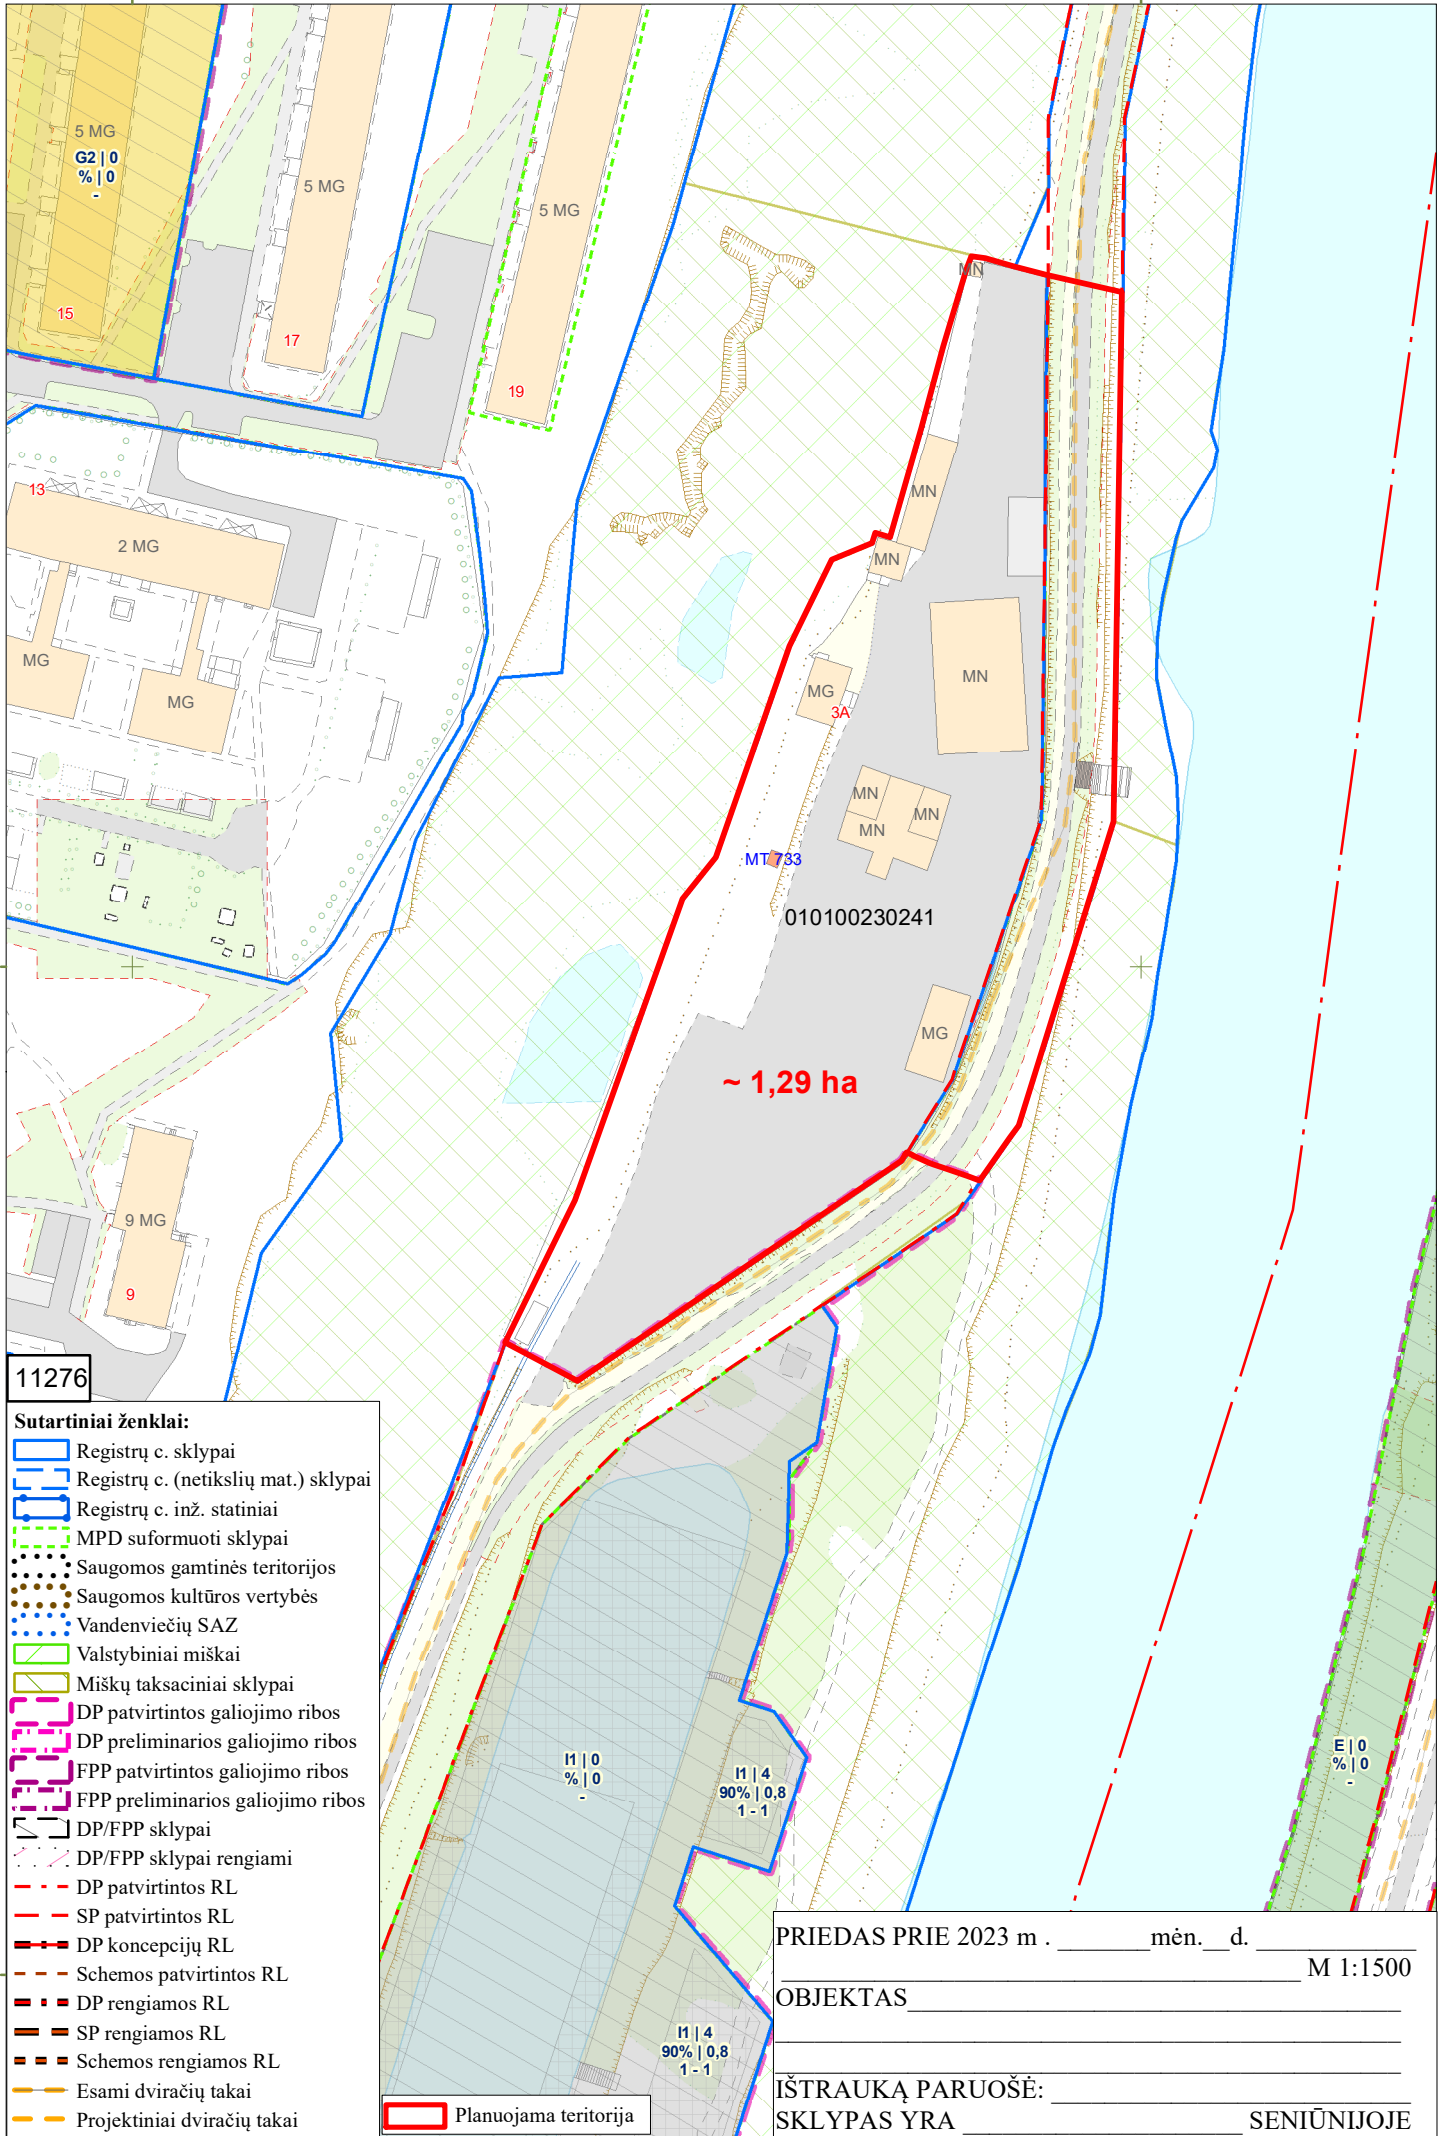 5 MG
G2 | 0
% | 0
-
15
5 MG
17
5 MG
19
MN
13
2 MG
MG
MG
MN
MN
MN
MG
3A
MN
MN
MN
MT 733
010100230241
MG
~ 1,29 ha
9 MG
9
11276
Sutartiniai ženklai:
Registrų c. sklypai
Registrų c. (netikslių mat.) sklypai
Registrų c. inž. statiniai
MPD suformuoti sklypai
Saugomos gamtinės teritorijos
Saugomos kultūros vertybės
Vandenviečių SAZ
Valstybiniai miškai
Miškų taksaciniai sklypai
DP patvirtintos galiojimo ribos
DP preliminarios galiojimo ribos
FPP patvirtintos galiojimo ribos
FPP preliminarios galiojimo ribos
DP/FPP sklypai
DP/FPP sklypai rengiami
DP patvirtintos RL
SP patvirtintos RL
DP koncepcijų RL
Schemos patvirtintos RL
DP rengiamos RL
SP rengiamos RL
Schemos rengiamos RL
Esami dviračių takai
Projektiniai dviračių takai
I1 | 0
% | 0
-
I1 | 4
90% | 0,8
1 - 1
E | 0
% | 0
-
I1 | 4
90% | 0,8
1 - 1
Planuojama teritorija
PRIEDAS PRIE 2023 m . _______mėn.__d. ____________
_______________________________________ M 1:1500
OBJEKTAS_____________________________________
_______________________________________________
_______________________________________________
IŠTRAUKĄ PARUOŠĖ: ___________________________
SKLYPAS YRA _____________________ SENIŪNIJOJE